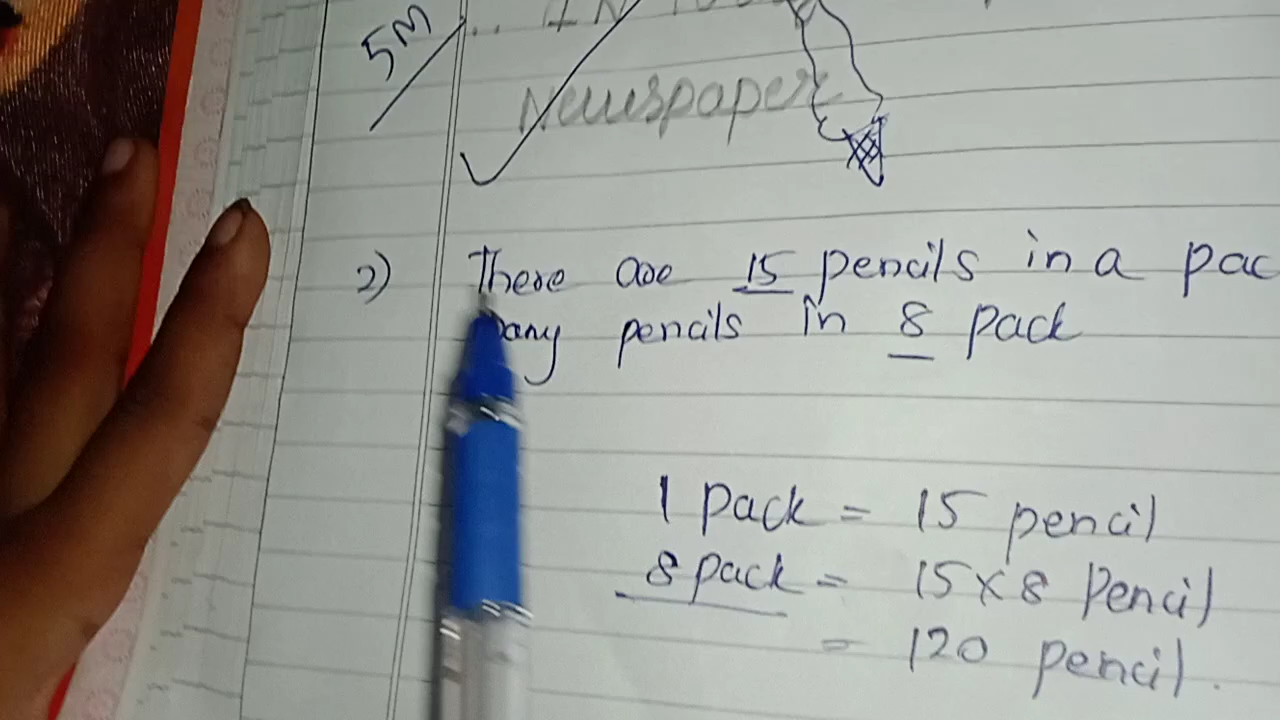 5M
Newspaper
2) There are 15 pencils in a pac
many pencils in 8 pack
1 pack = 15 pencil
8 pack = 15×8 Pencil
= 120 pencil.